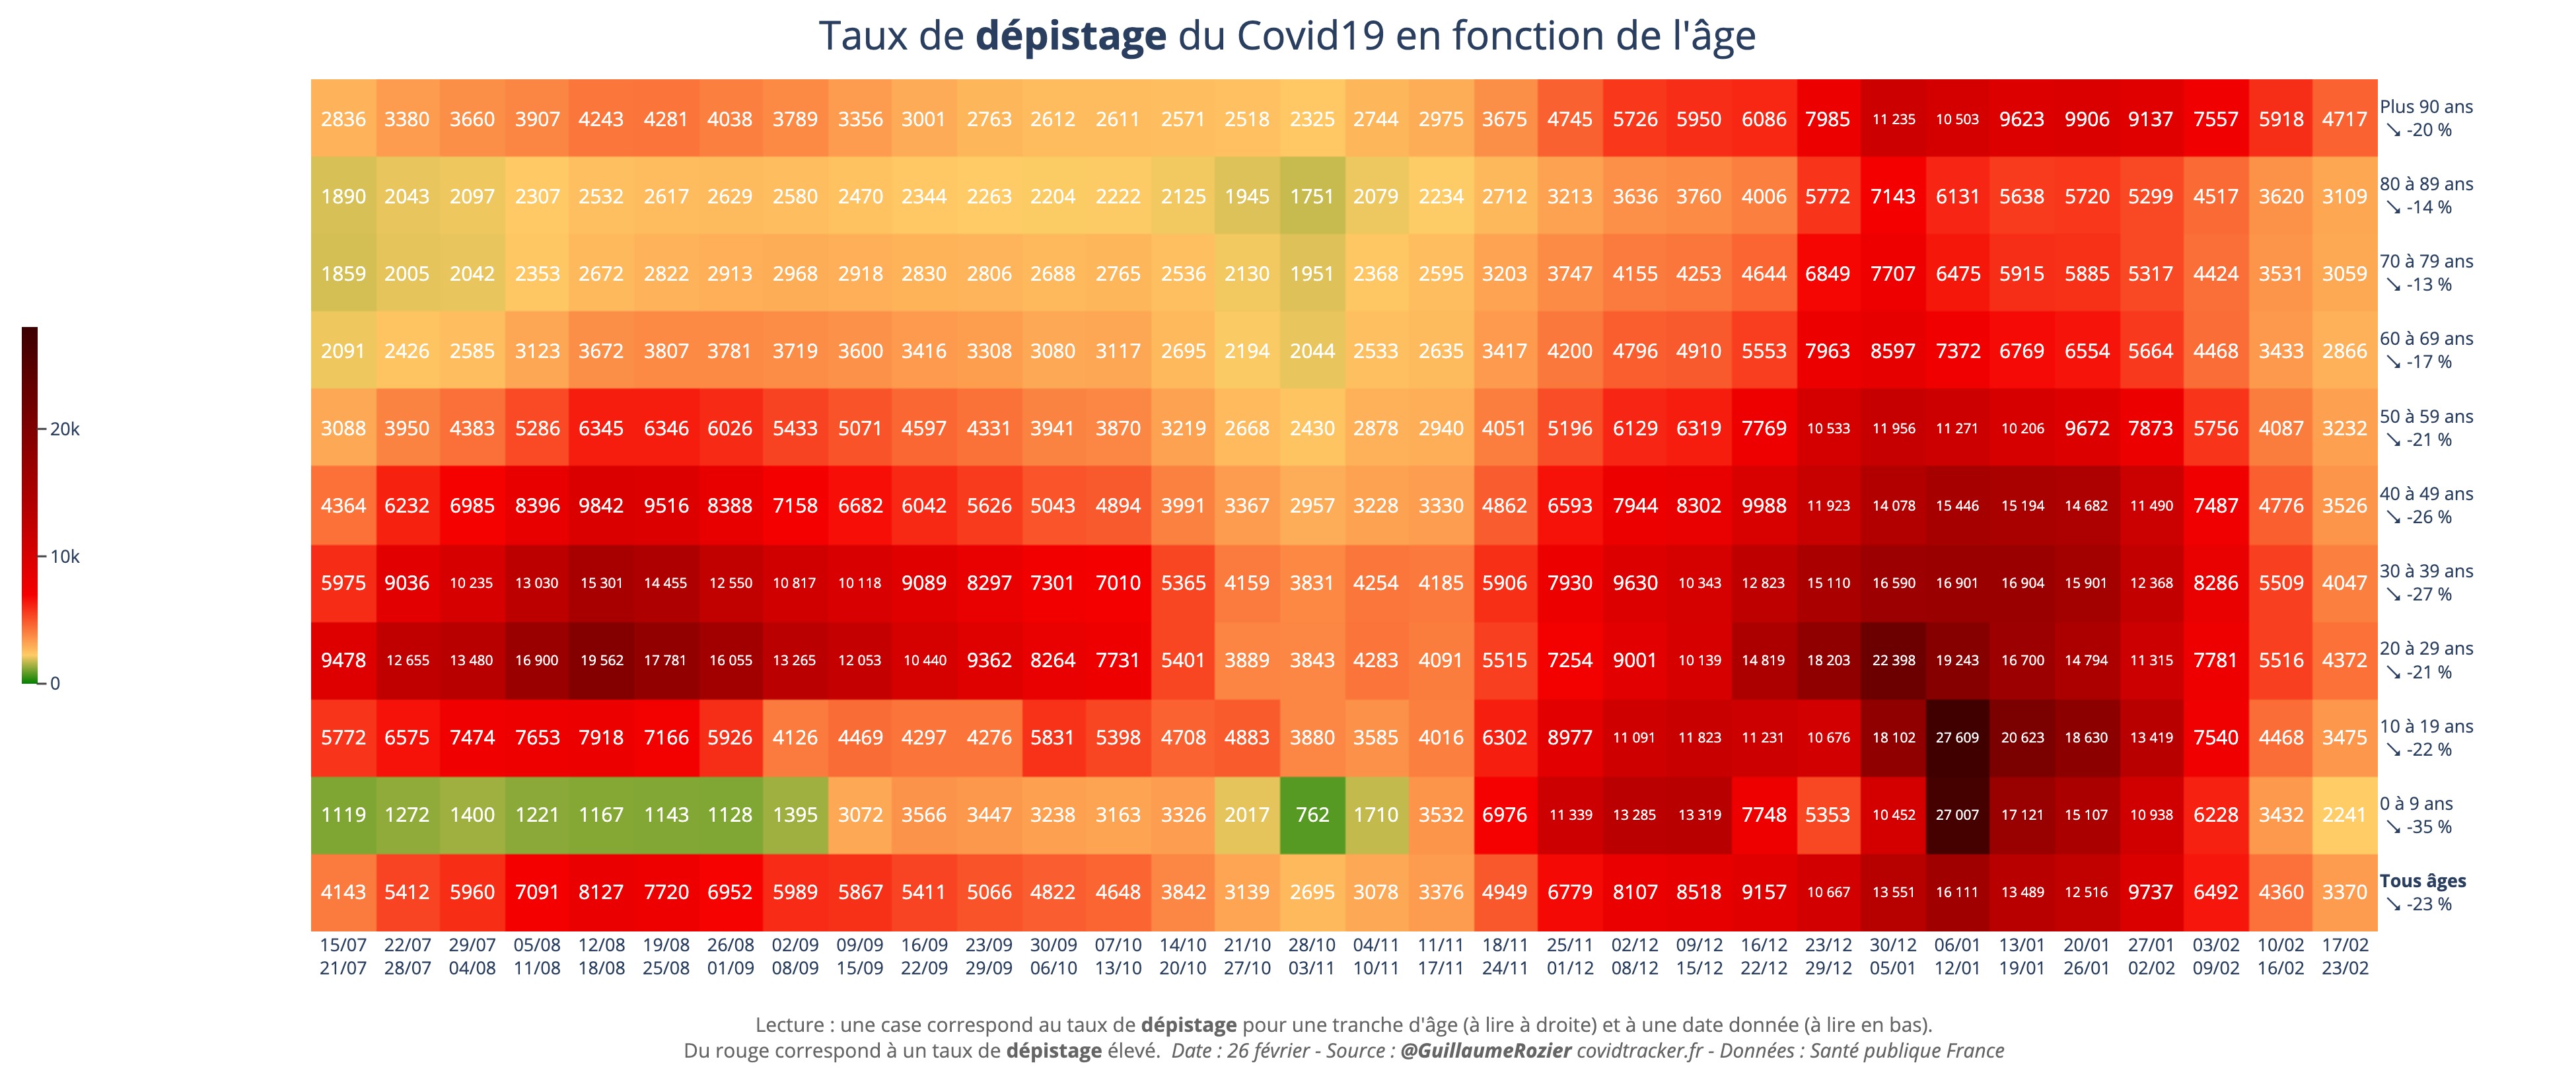 Taux de dépistage du Covid19 en fonction de l'âge
2836 3380 3660 3907 4243 4281 4038 3789 3356 3001 2763 2612 2611 2571 2518 2325 2744 2975 3675 4745 5726 5950 6086 7985 11 235 10 503 9623 9906 9137 7557 5918 4717 Plus 90 ans
↘ -20 %
1890 2043 2097 2307 2532 2617 2629 2580 2470 2344 2263 2204 2222 2125 1945 1751 2079 2234 2712 3213 3636 3760 4006 5772 7143 6131 5638 5720 5299 4517 3620 3109 80 à 89 ans
↘ -14 %
1859 2005 2042 2353 2672 2822 2913 2968 2918 2830 2806 2688 2765 2536 2130 1951 2368 2595 3203 3747 4155 4253 4644 6849 7707 6475 5915 5885 5317 4424 3531 3059 70 à 79 ans
↘ -13 %
2091 2426 2585 3123 3672 3807 3781 3719 3600 3416 3308 3080 3117 2695 2194 2044 2533 2635 3417 4200 4796 4910 5553 7963 8597 7372 6769 6554 5664 4468 3433 2866 60 à 69 ans
↘ -17 %
3088 3950 4383 5286 6345 6346 6026 5433 5071 4597 4331 3941 3870 3219 2668 2430 2878 2940 4051 5196 6129 6319 7769 10 533 11 956 11 271 10 206 9672 7873 5756 4087 3232 50 à 59 ans
↘ -21 %
20k
4364 6232 6985 8396 9842 9516 8388 7158 6682 6042 5626 5043 4894 3991 3367 2957 3228 3330 4862 6593 7944 8302 9988 11 923 14 078 15 446 15 194 14 682 11 490 7487 4776 3526 40 à 49 ans
↘ -26 %
10k
5975 9036 10 235 13 030 15 301 14 455 12 550 10 817 10 118 9089 8297 7301 7010 5365 4159 3831 4254 4185 5906 7930 9630 10 343 12 823 15 110 16 590 16 901 16 904 15 901 12 368 8286 5509 4047 30 à 39 ans
↘ -27 %
9478 12 655 13 480 16 900 19 562 17 781 16 055 13 265 12 053 10 440 9362 8264 7731 5401 3889 3843 4283 4091 5515 7254 9001 10 139 14 819 18 203 22 398 19 243 16 700 14 794 11 315 7781 5516 4372 20 à 29 ans
↘ -21 %
0
5772 6575 7474 7653 7918 7166 5926 4126 4469 4297 4276 5831 5398 4708 4883 3880 3585 4016 6302 8977 11 091 11 823 11 231 10 676 18 102 27 609 20 623 18 630 13 419 7540 4468 3475 10 à 19 ans
↘ -22 %
1119 1272 1400 1221 1167 1143 1128 1395 3072 3566 3447 3238 3163 3326 2017 762 1710 3532 6976 11 339 13 285 13 319 7748 5353 10 452 27 007 17 121 15 107 10 938 6228 3432 2241 0 à 9 ans
↘ -35 %
4143 5412 5960 7091 8127 7720 6952 5989 5867 5411 5066 4822 4648 3842 3139 2695 3078 3376 4949 6779 8107 8518 9157 10 667 13 551 16 111 13 489 12 516 9737 6492 4360 3370 Tous âges
↘ -23 %
15/07 22/07 29/07 05/08 12/08 19/08 26/08 02/09 09/09 16/09 23/09 30/09 07/10 14/10 21/10 28/10 04/11 11/11 18/11 25/11 02/12 09/12 16/12 23/12 30/12 06/01 13/01 20/01 27/01 03/02 10/02 17/02
21/07 28/07 04/08 11/08 18/08 25/08 01/09 08/09 15/09 22/09 29/09 06/10 13/10 20/10 27/10 03/11 10/11 17/11 24/11 01/12 08/12 15/12 22/12 29/12 05/01 12/01 19/01 26/01 02/02 09/02 16/02 23/02
Lecture : une case correspond au taux de dépistage pour une tranche d'âge (à lire à droite) et à une date donnée (à lire en bas).
Du rouge correspond à un taux de dépistage élevé. Date : 26 février - Source : @GuillaumeRozier covidtracker.fr - Données : Santé publique France